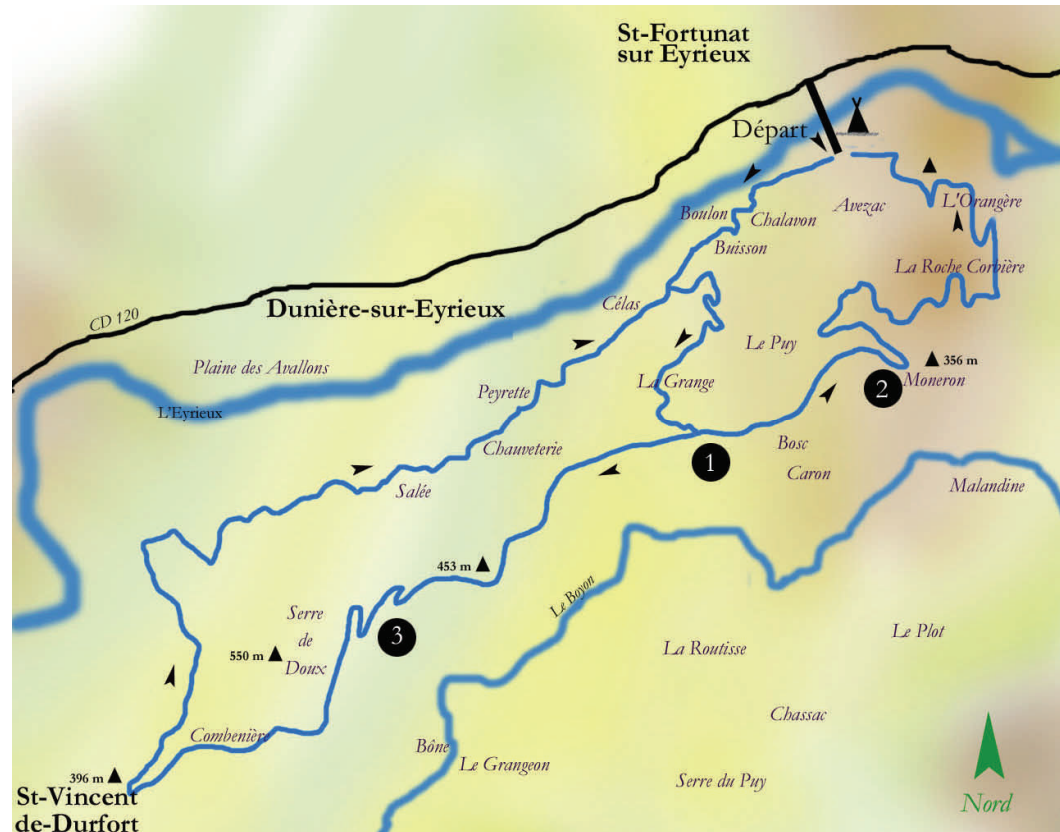 St-Fortunat
sur Eyrieux
Départ
Boulon
Chalavon
Avezac
L'Orangère
Buisson
La Roche Corbière
Célas
CD 120
Dunière-sur-Eyrieux
Le Puy
Plaine des Avallons
356 m
La Grange
Moneron
2
Peyrette
L'Eyrieux
Bosc
Chauveterie
1
Caron
Salée
Malandine
453 m
Le Boyon
Serre
de
Doux
3
550 m
La Routisse
Le Plot
Chassac
Combenière
Bône
Le Grangeon
396 m
Serre du Puy
St-Vincent
de-Durfort
Nord